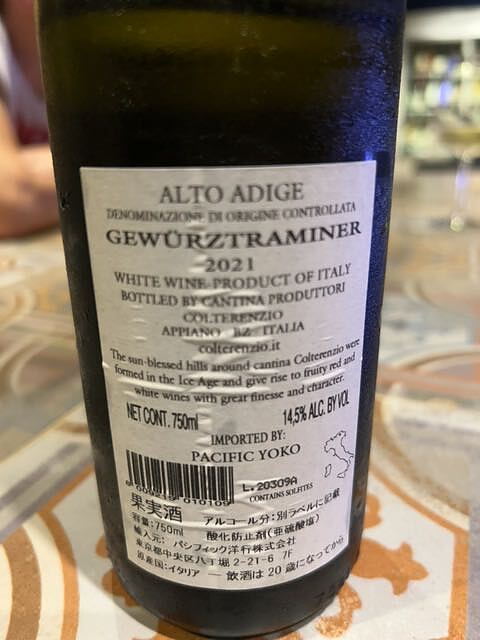 ALTO ADIGE
DENOMINAZIONE DI ORIGINE CONTROLLATA
GEWÜRZTRAMINER
2021
WHITE WINE-PRODUCT OF ITALY
BOTTLED BY CANTINA PRODUTTORI
COLTERENZIO
APPIANO BZ ITALIA
colterenzio.it
The sun-blessed hills around cantina Colterenzio were
formed in the Ice Age and give rise to fruity red and
white wines with great finesse and character.
NET CONT. 750ml 14,5% ALC. BY VOL
IMPORTED BY:
PACIFIC YOKO
L.20309A
CONTAINS SOLFITES
果実酒 アルコール分:別ラベルに記載
容量:750ml 酸化防止剤(亜硫酸塩)
輸入元: パシフィック洋行株式会社
東京都中央区八丁堀 2-21-6 7F
原産国:イタリア ー飲酒は20歳になってから